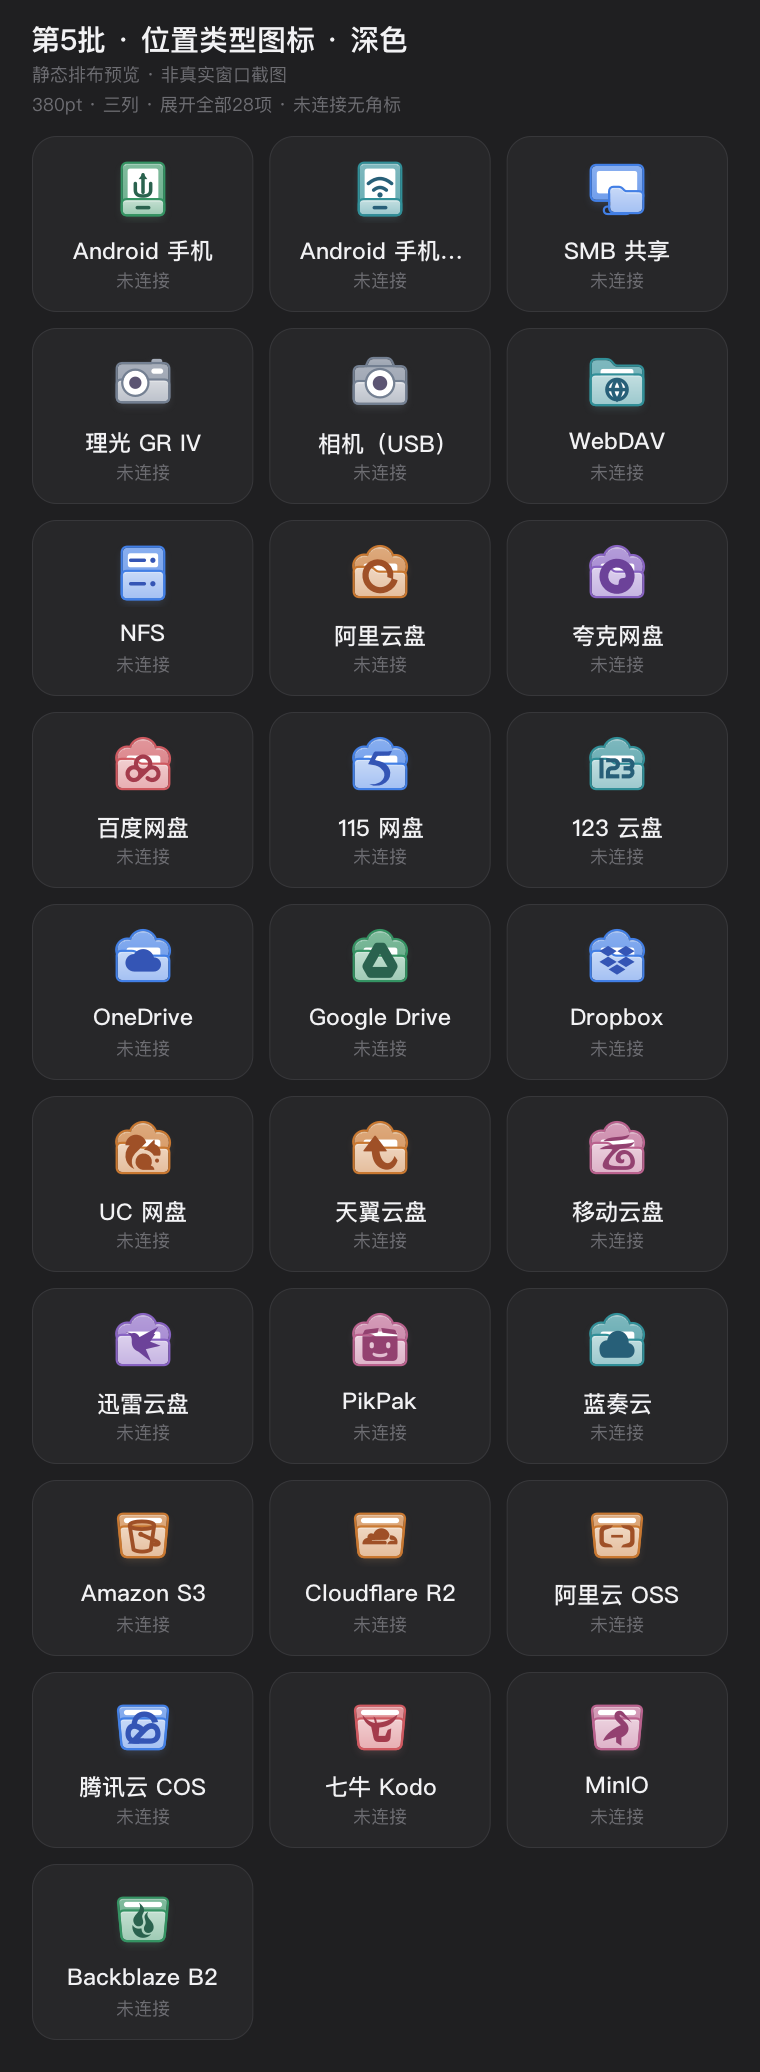 第5批 · 位置类型图标 · 深色
静态排布预览 · 非真实窗口截图
380pt · 三列 · 展开全部28项 · 未连接无角标
Android 手机
未连接
Android 手机...
未连接
SMB 共享
未连接
理光 GR IV
未连接
相机（USB）
未连接
WebDAV
未连接
NFS
未连接
阿里云盘
未连接
夸克网盘
未连接
百度网盘
未连接
5
115 网盘
未连接
123
123 云盘
未连接
OneDrive
未连接
Google Drive
未连接
Dropbox
未连接
UC 网盘
未连接
天翼云盘
未连接
移动云盘
未连接
迅雷云盘
未连接
PikPak
未连接
蓝奏云
未连接
Amazon S3
未连接
Cloudflare R2
未连接
阿里云 OSS
未连接
腾讯云 COS
未连接
七牛 Kodo
未连接
MinIO
未连接
Backblaze B2
未连接